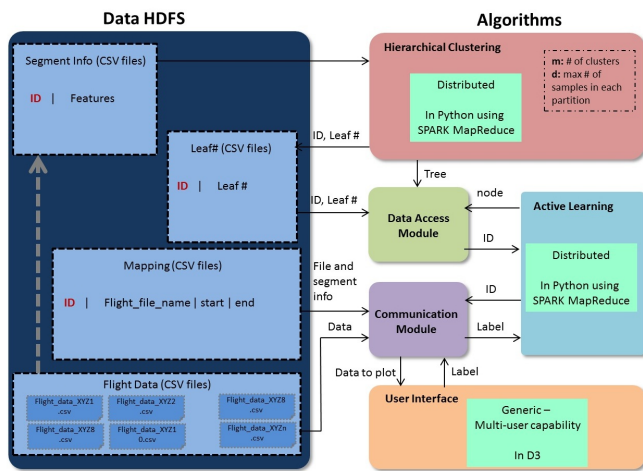 Data HDFS
Algorithms
Segment Info (CSV files)
ID | Features
Hierarchical Clustering
Distributed
In Python using
SPARK MapReduce
m: # of clusters
d: max # of
samples in each
partition
ID, Leaf #
Leaf# (CSV files)
ID | Leaf #
Tree
ID, Leaf #
Data Access
Module
node
ID
Active Learning
Distributed
In Python using
SPARK MapReduce
Mapping (CSV files)
ID | Flight_file_name | start | end
File and
segment
info
Data
Communication
Module
ID
Label
Data to plot
Label
Flight Data (CSV files)
Flight_data_XYZ1
.csv
Flight_data_XYZ2
.csv
Flight_data_XYZ8
.csv
Flight_data_XYZ8
.csv
Flight_data_XYZ1
0.csv
Flight_data_XYZn
.csv
User Interface
Generic –
Multi-user capability
In D3